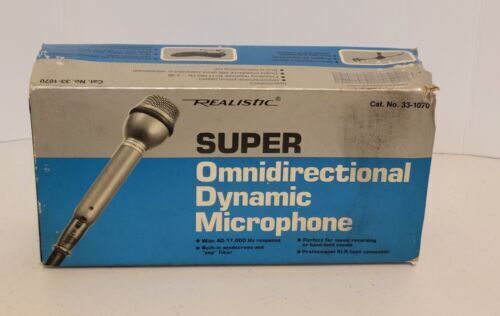 Cat. No. 33-1070
REALISTIC®
Cat. No. 33-1070
SUPER
Omnidirectional
Dynamic
Microphone
• Wide 40-17,000 Hz response
• Built-in windscreen and
"pop" filter
• Perfect for music recording
or hand-held vocals
• Professional XLR-type connector